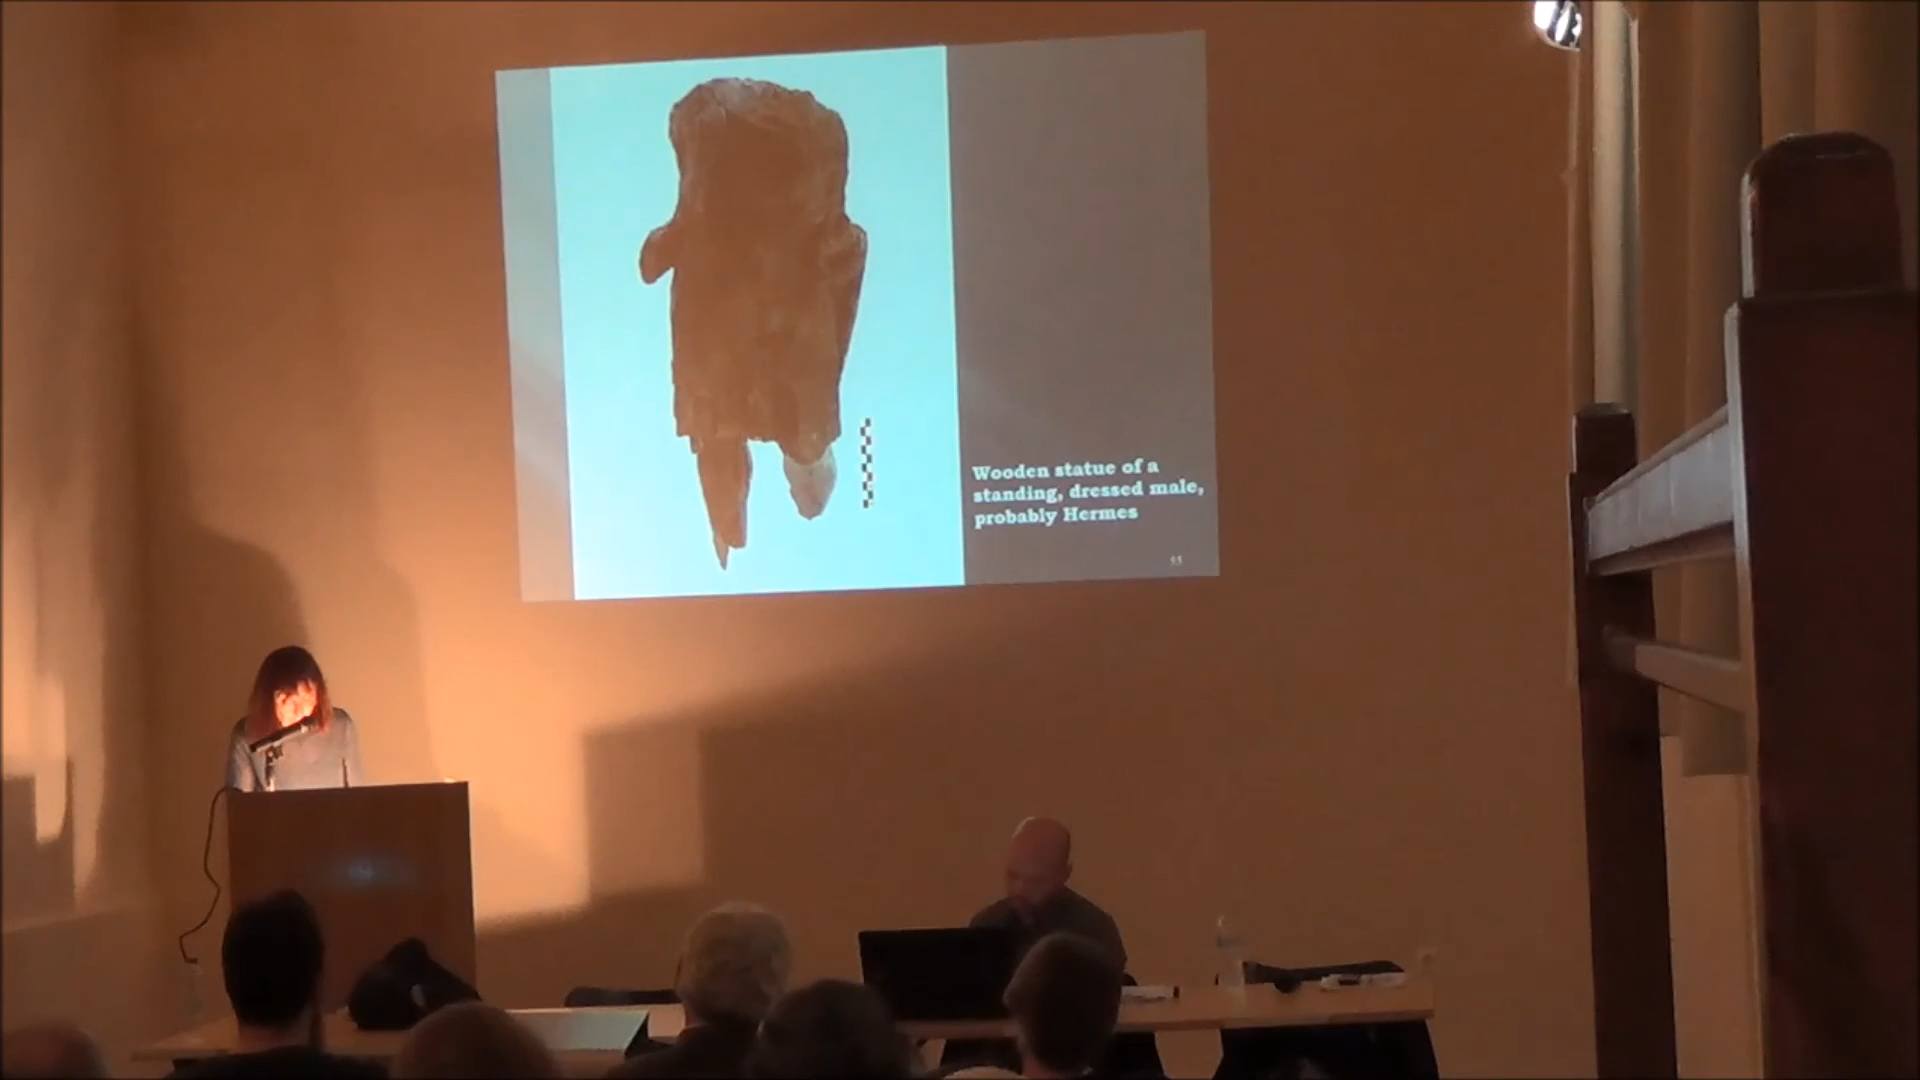 Wooden statue of a
standing, dressed male,
probably Hermes